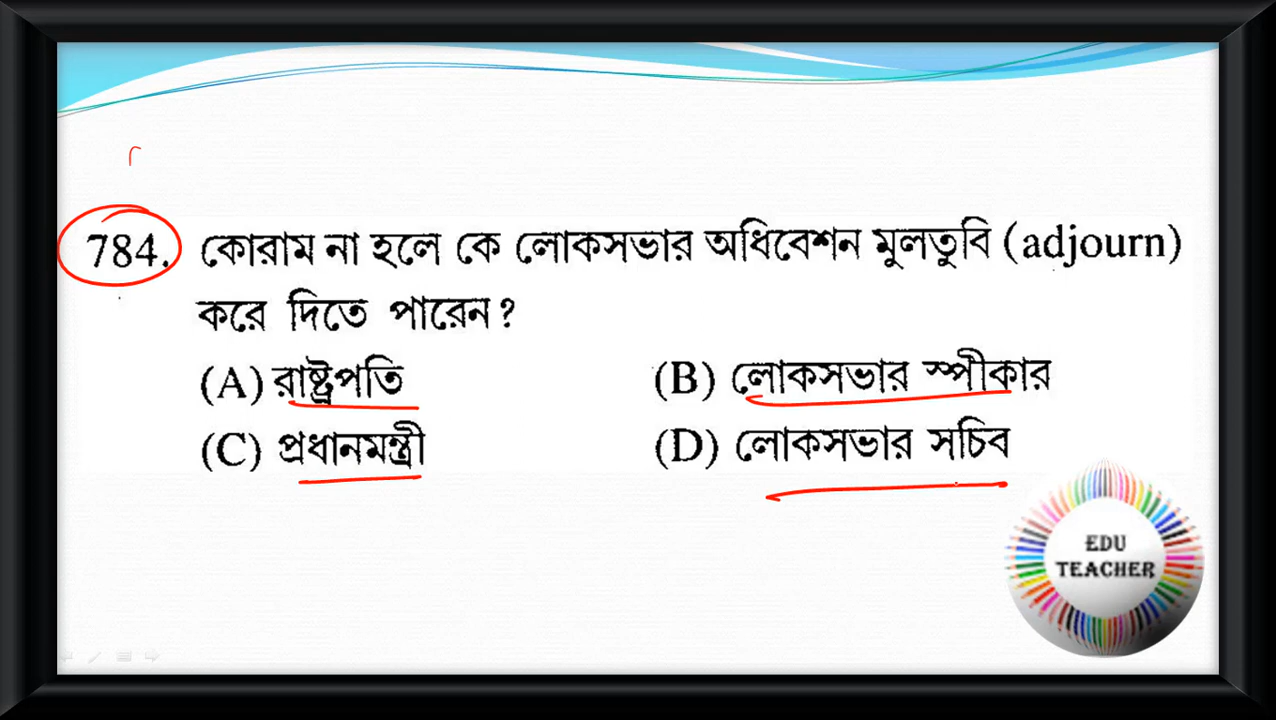 784. কোরাম না হলে কে লোকসভার অধিবেশন মুলতুবি (adjourn)
করে দিতে পারেন?
(A) রাষ্ট্রপতি (B) লোকসভার স্পীকার
(C) প্রধানমন্ত্রী (D) লোকসভার সচিব
EDU
TEACHER